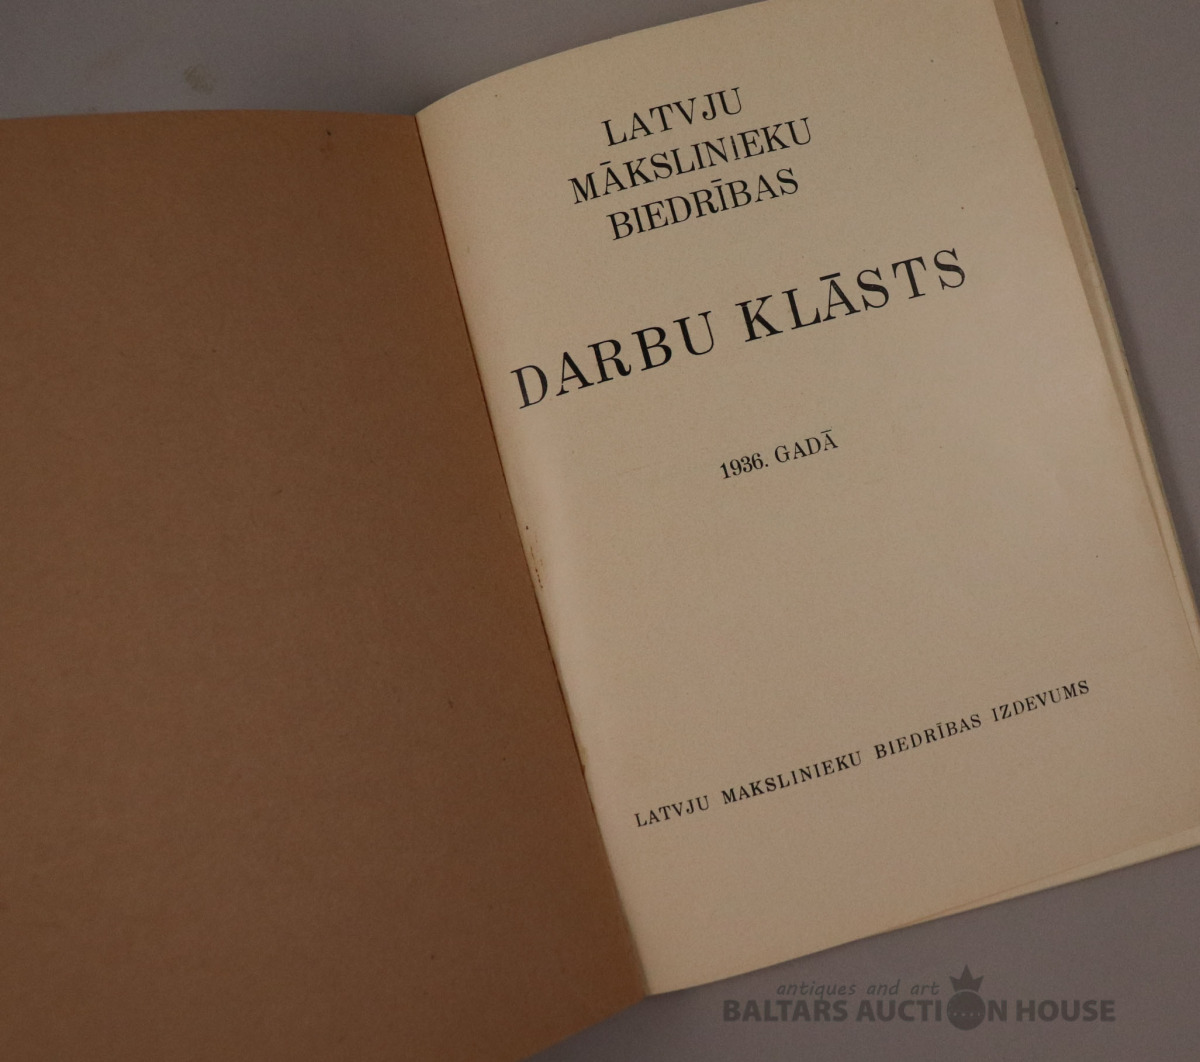 LATVJU
MĀKSLINIEKU
BIEDRĪBAS
DARBU KLĀSTS
1936. GADĀ
LATVJU MAKSLINIEKU BIEDRĪBAS IZDEVUMS
antiques and art
BALTARS AUCTION HOUSE